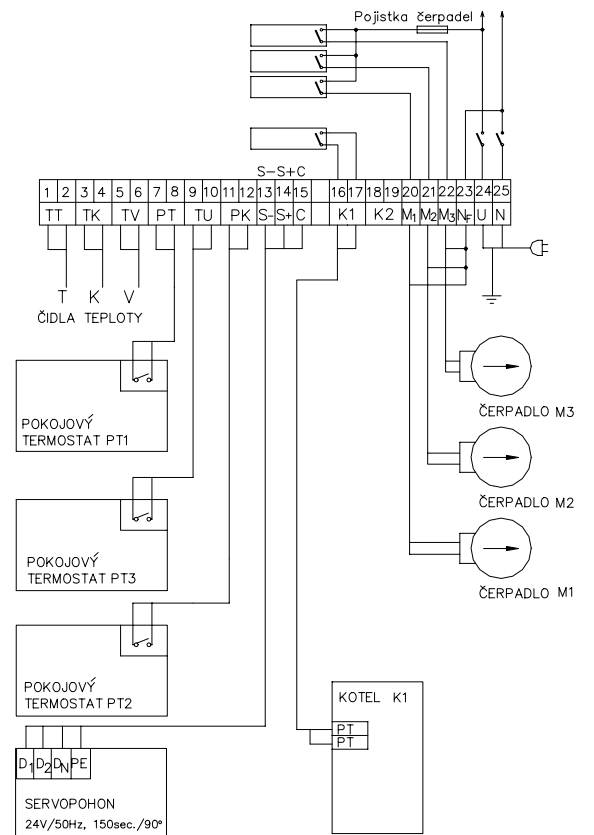 Pojistka čerpadel
S- S+ C
1 2 3 4 5 6 7 8 9 10 11 12 13 14 15 16 17 18 19 20 21 22 23 24 25
TT TK TV PT TU PK S- S+ C K1 K2 M1 M2 M3 NF U N
T K V
ČIDLA TEPLOTY
POKOJOVÝ
TERMOSTAT PT1
ČERPADLO M3
ČERPADLO M2
POKOJOVÝ
TERMOSTAT PT3
ČERPADLO M1
POKOJOVÝ
TERMOSTAT PT2
KOTEL K1
PT
PT
D1 D2 DN PE
SERVOPOHON
24V/50Hz, 150sec./90°